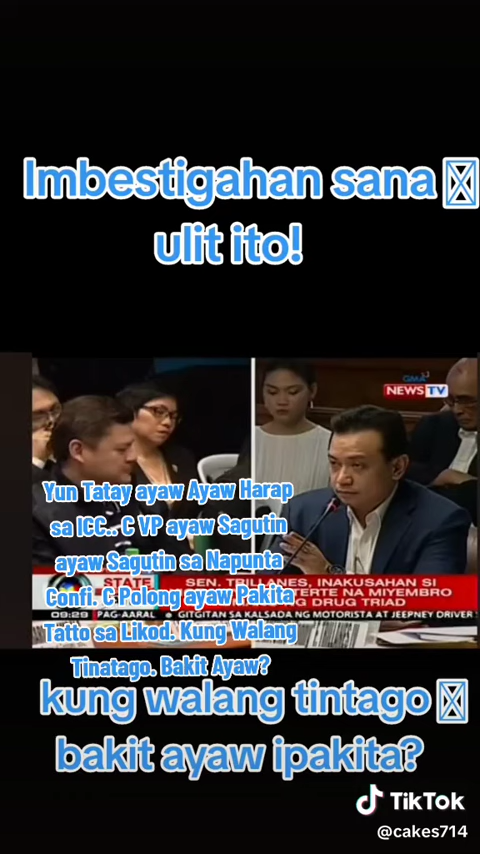 Imbestigahan sana
ulit ito!
GMA
NEWS TV
Yun Tatay ayaw Ayaw Harap
sa ICC.. C VP ayaw Sagutin
ayaw Sagutin sa Napunta
Confi. C Polong ayaw Pakita
Tatto sa Likod. Kung Walang
Tinatago. Bakit Ayaw?
STATE
SEN. TRILLANES, INAKUSAHAN SI
TERTE NA MIYEMBRO
NG DRUG TRIAD
09:29 PAG-AARAL GITGITAN SA KALSADA NG MOTORISTA AT JEEPNEY DRIVER
kung walang tintago
bakit ayaw ipakita?
TikTok
@cakes714